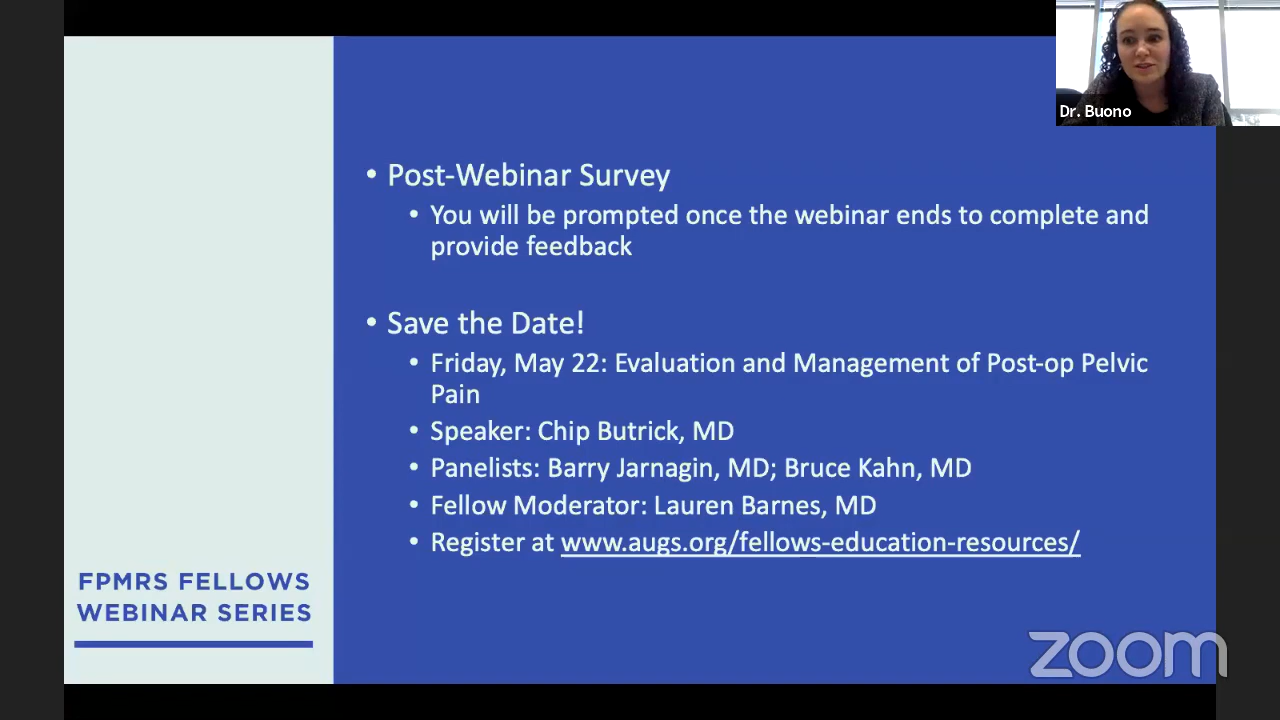 Dr. Buono
• Post-Webinar Survey
• You will be prompted once the webinar ends to complete and
provide feedback
• Save the Date!
• Friday, May 22: Evaluation and Management of Post-op Pelvic
Pain
• Speaker: Chip Butrick, MD
• Panelists: Barry Jarnagin, MD; Bruce Kahn, MD
• Fellow Moderator: Lauren Barnes, MD
• Register at www.augs.org/fellows-education-resources/
FPMRS FELLOWS
WEBINAR SERIES
zoom